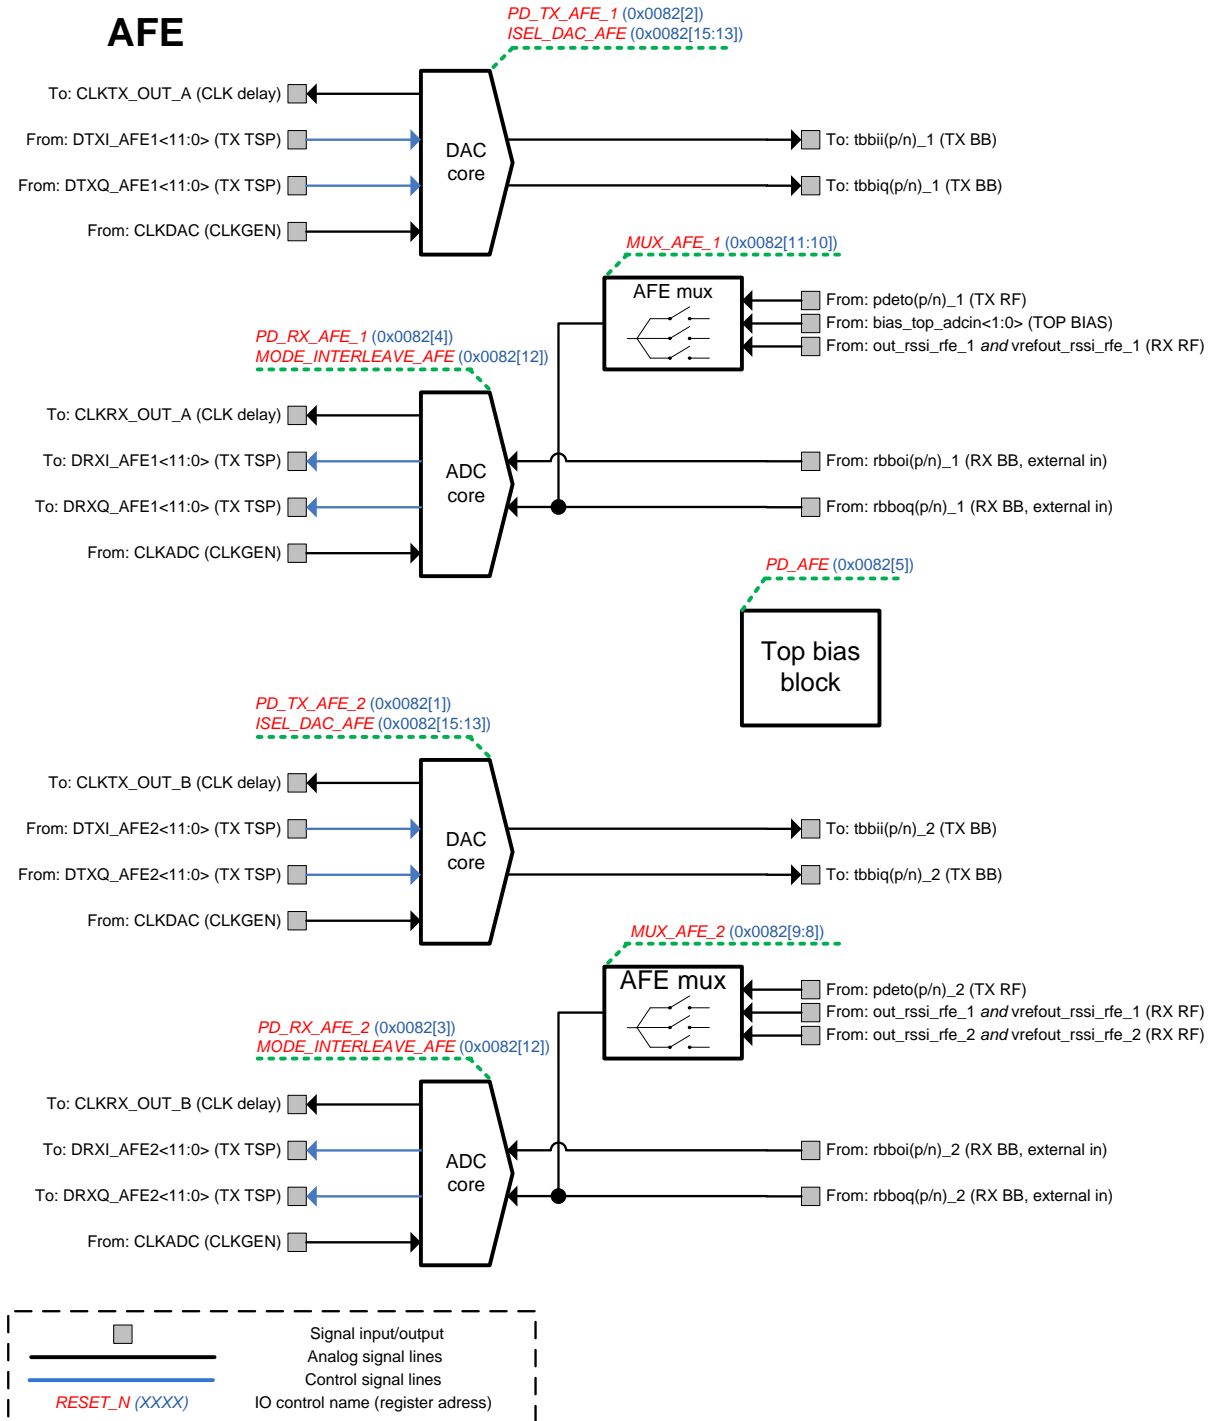 AFE
PD_TX_AFE_1 (0x0082[2])
ISEL_DAC_AFE (0x0082[15:13])
To: CLKTX_OUT_A (CLK delay)
From: DTXI_AFE1<11:0> (TX TSP)
From: DTXQ_AFE1<11:0> (TX TSP)
From: CLKDAC (CLKGEN)
DAC
core
To: tbbii(p/n)_1 (TX BB)
To: tbbiq(p/n)_1 (TX BB)
MUX_AFE_1 (0x0082[11:10])
AFE mux
From: pdeto(p/n)_1 (TX RF)
From: bias_top_adcin<1:0> (TOP BIAS)
From: out_rssi_rfe_1 and vrefout_rssi_rfe_1 (RX RF)
PD_RX_AFE_1 (0x0082[4])
MODE_INTERLEAVE_AFE (0x0082[12])
To: CLKRX_OUT_A (CLK delay)
To: DRXI_AFE1<11:0> (TX TSP)
To: DRXQ_AFE1<11:0> (TX TSP)
From: CLKADC (CLKGEN)
ADC
core
From: rbboi(p/n)_1 (RX BB, external in)
From: rbboq(p/n)_1 (RX BB, external in)
PD_AFE (0x0082[5])
Top bias
block
PD_TX_AFE_2 (0x0082[1])
ISEL_DAC_AFE (0x0082[15:13])
To: CLKTX_OUT_B (CLK delay)
From: DTXI_AFE2<11:0> (TX TSP)
From: DTXQ_AFE2<11:0> (TX TSP)
From: CLKDAC (CLKGEN)
DAC
core
To: tbbii(p/n)_2 (TX BB)
To: tbbiq(p/n)_2 (TX BB)
MUX_AFE_2 (0x0082[9:8])
AFE mux
From: pdeto(p/n)_2 (TX RF)
From: out_rssi_rfe_1 and vrefout_rssi_rfe_1 (RX RF)
From: out_rssi_rfe_2 and vrefout_rssi_rfe_2 (RX RF)
PD_RX_AFE_2 (0x0082[3])
MODE_INTERLEAVE_AFE (0x0082[12])
To: CLKRX_OUT_B (CLK delay)
To: DRXI_AFE2<11:0> (TX TSP)
To: DRXQ_AFE2<11:0> (TX TSP)
From: CLKADC (CLKGEN)
ADC
core
From: rbboi(p/n)_2 (RX BB, external in)
From: rbboq(p/n)_2 (RX BB, external in)
Signal input/output
Analog signal lines
Control signal lines
RESET_N (XXXX) IO control name (register adress)